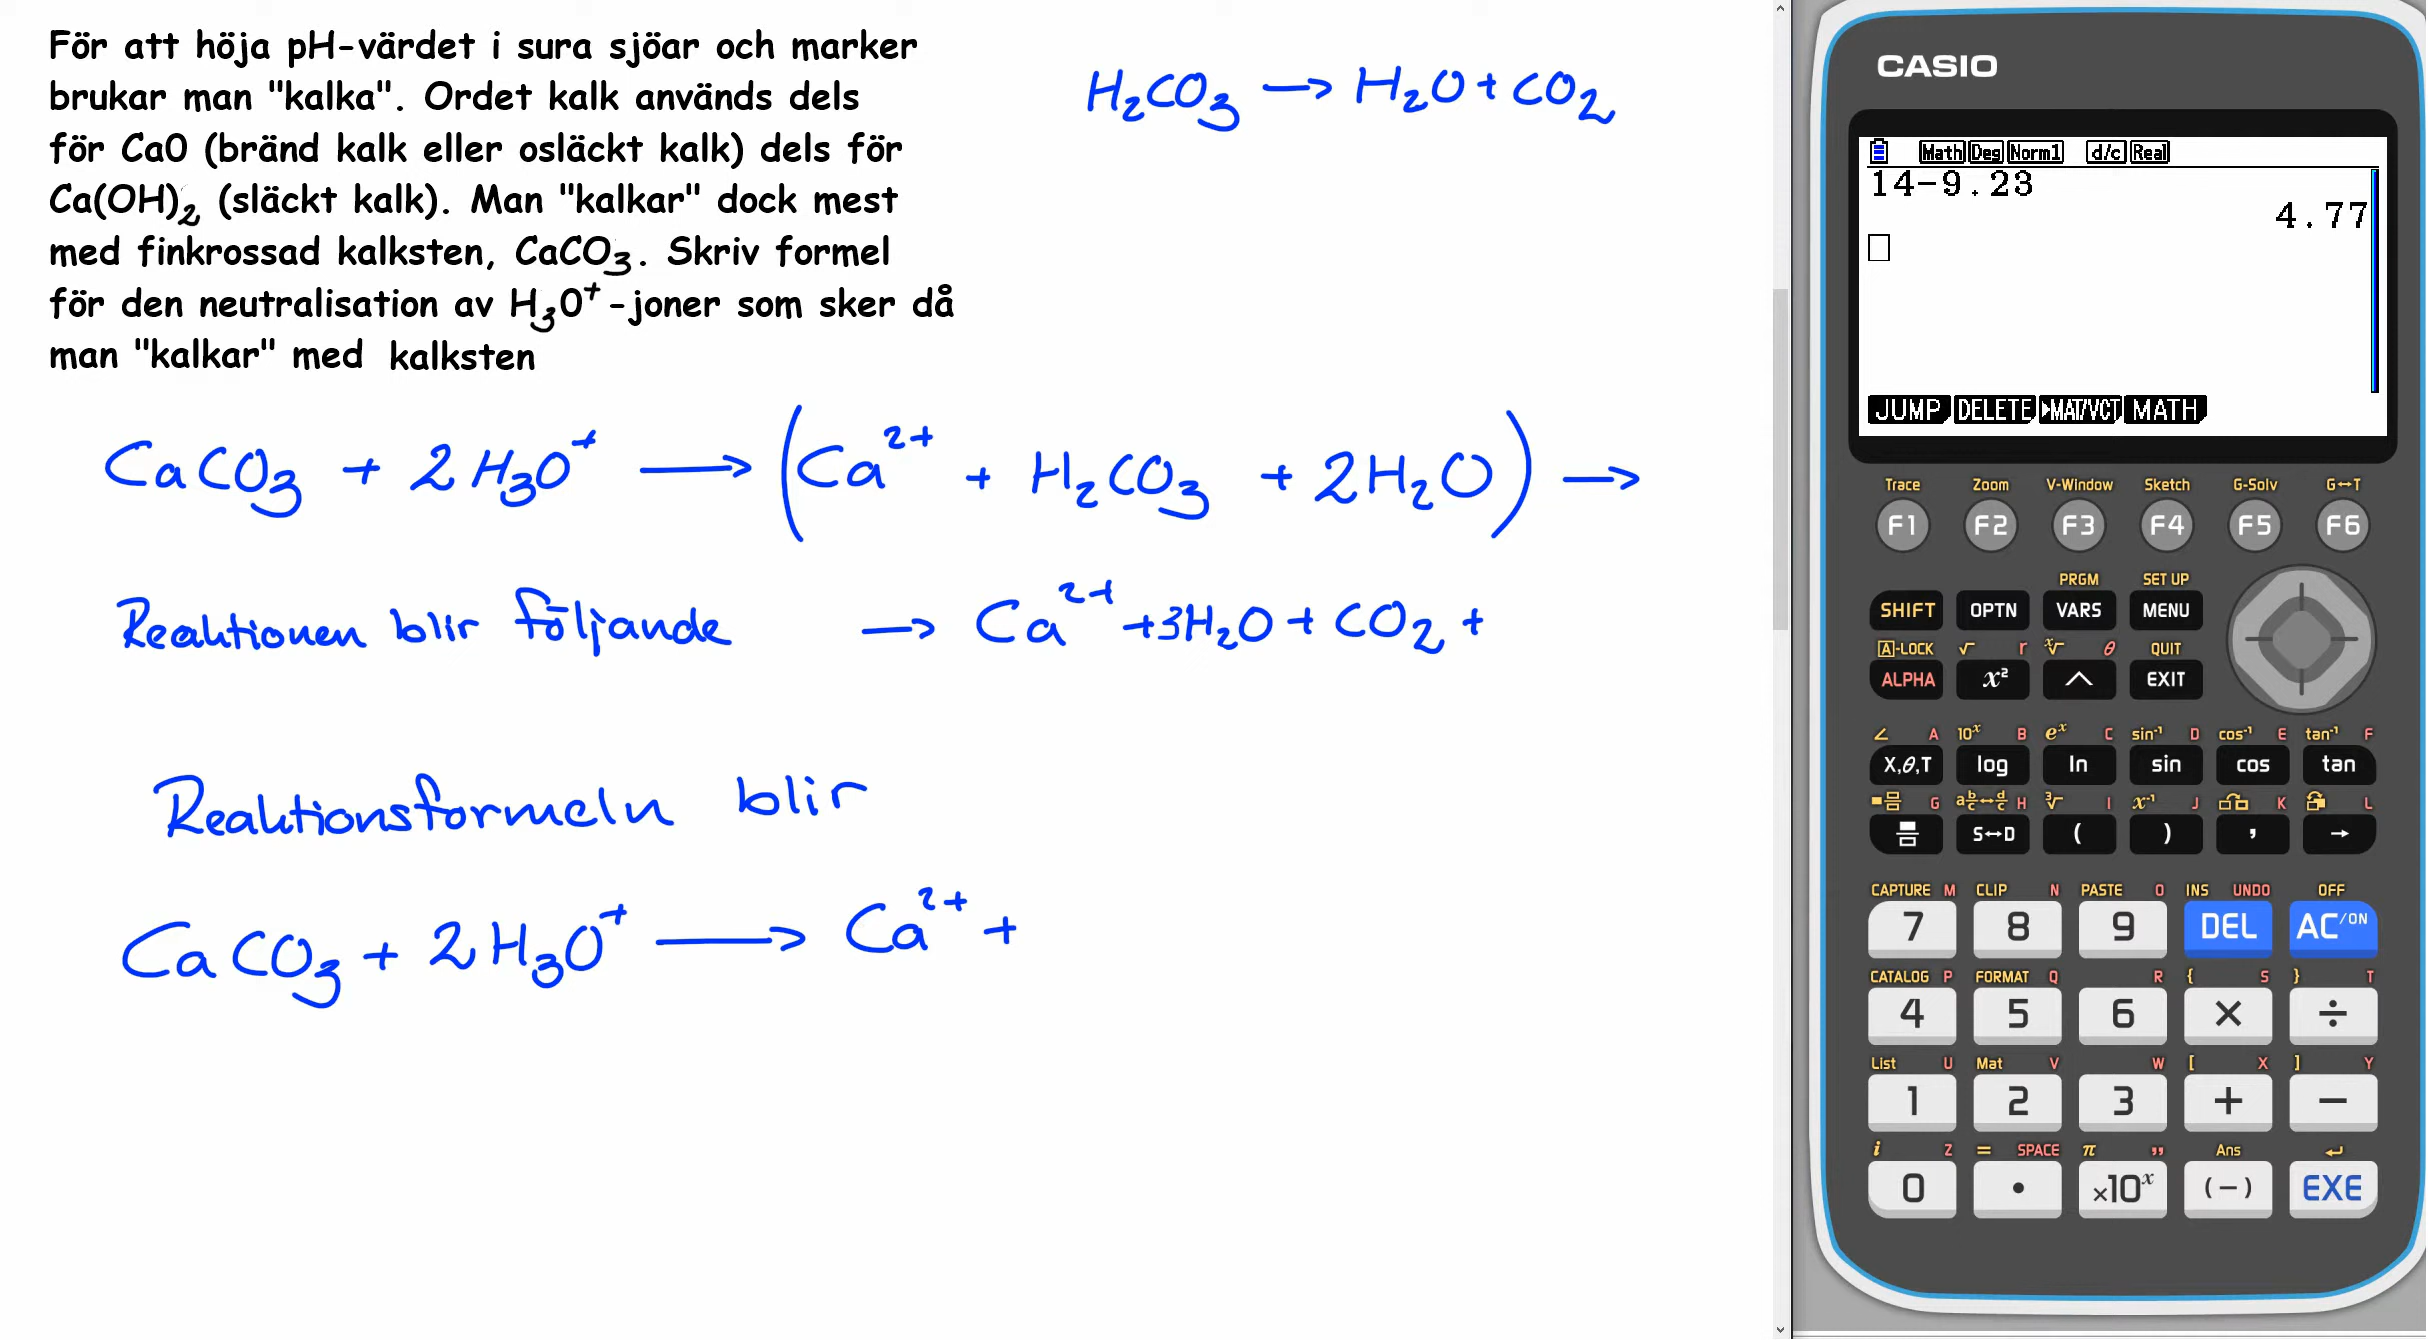 För att höja pH-värdet i sura sjöar och marker
brukar man "kalka". Ordet kalk används dels
för CaO (bränd kalk eller osläckt kalk) dels för
Ca(OH)₂ (släckt kalk). Man "kalkar" dock mest
med finkrossad kalksten, CaCO₃. Skriv formel
för den neutralisation av H₃O⁺-joner som sker då
man "kalkar" med kalksten
H₂CO₃ → H₂O + CO₂
CaCO₃ + 2H₃O⁺ → (Ca²⁺ + H₂CO₃ + 2H₂O) →
Reaktionen blir följande → Ca²⁺ + 3H₂O + CO₂ +
Reaktionsformeln blir
CaCO₃ + 2H₃O⁺ → Ca²⁺ +
CASIO
Math Deg Norm1 d/c Real
14-9.23
4.77
JUMP DELETE ▶MAT/VCT MATH
Trace Zoom V-Window Sketch G-Solv G↔T
F1 F2 F3 F4 F5 F6
PRGM SET UP
SHIFT OPTN VARS MENU
A-LOCK √ r ˣ√ θ QUIT
ALPHA x² ^ EXIT
∠ A 10ˣ B eˣ C sin⁻¹ D cos⁻¹ E tan⁻¹ F
X,θ,T log ln sin cos tan
G a b/c↔d/c H ³√ I x⁻¹ J K L
S↔D ( ) , →
CAPTURE M CLIP N PASTE O INS UNDO OFF
7 8 9 DEL AC/ON
CATALOG P FORMAT Q R { S } T
4 5 6 × ÷
List U Mat V W [ X ] Y
1 2 3 + −
i Z = SPACE π " Ans ↵
0 • ×10ˣ (−) EXE